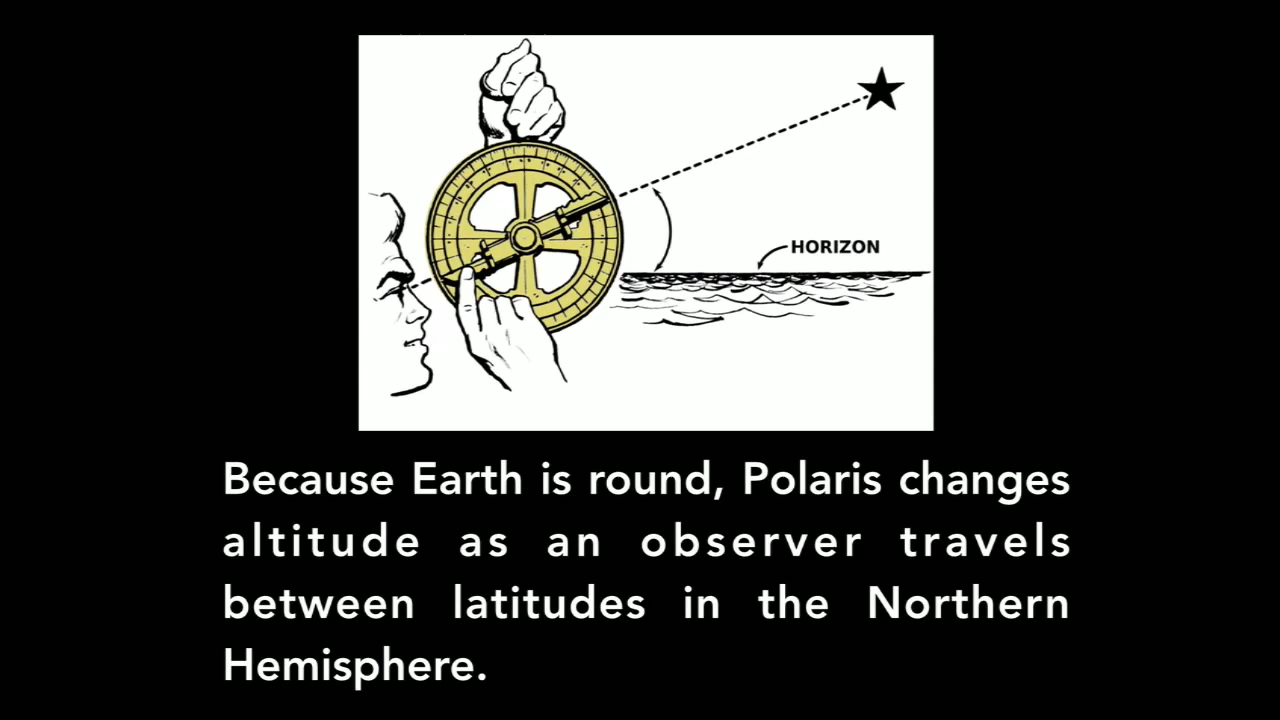 HORIZON
Because Earth is round, Polaris changes
altitude as an observer travels
between latitudes in the Northern
Hemisphere.